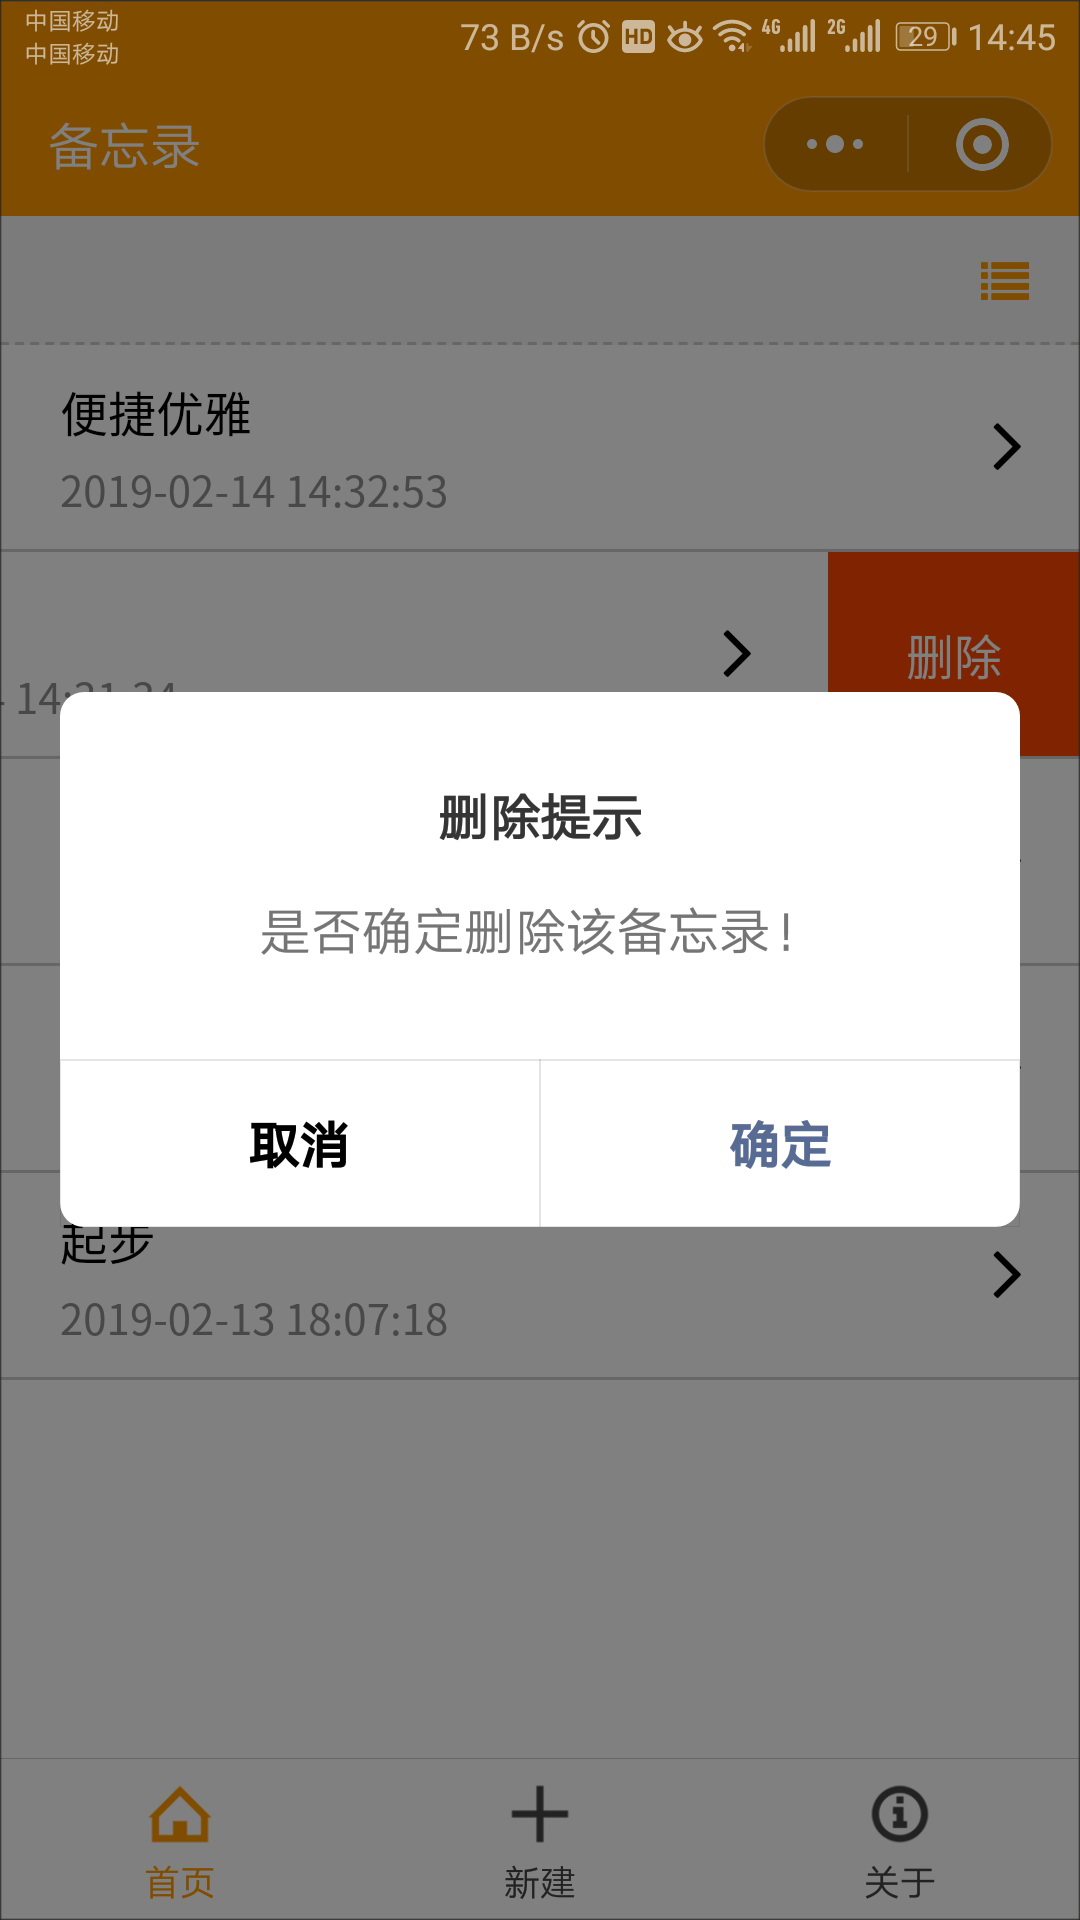 中国移动
中国移动
73 B/s HD 4G 2G 29 14:45
备忘录
便捷优雅
2019-02-14 14:32:53
删除
删除提示
是否确定删除该备忘录!
取消
确定
起步
2019-02-13 18:07:18
首页
新建
关于